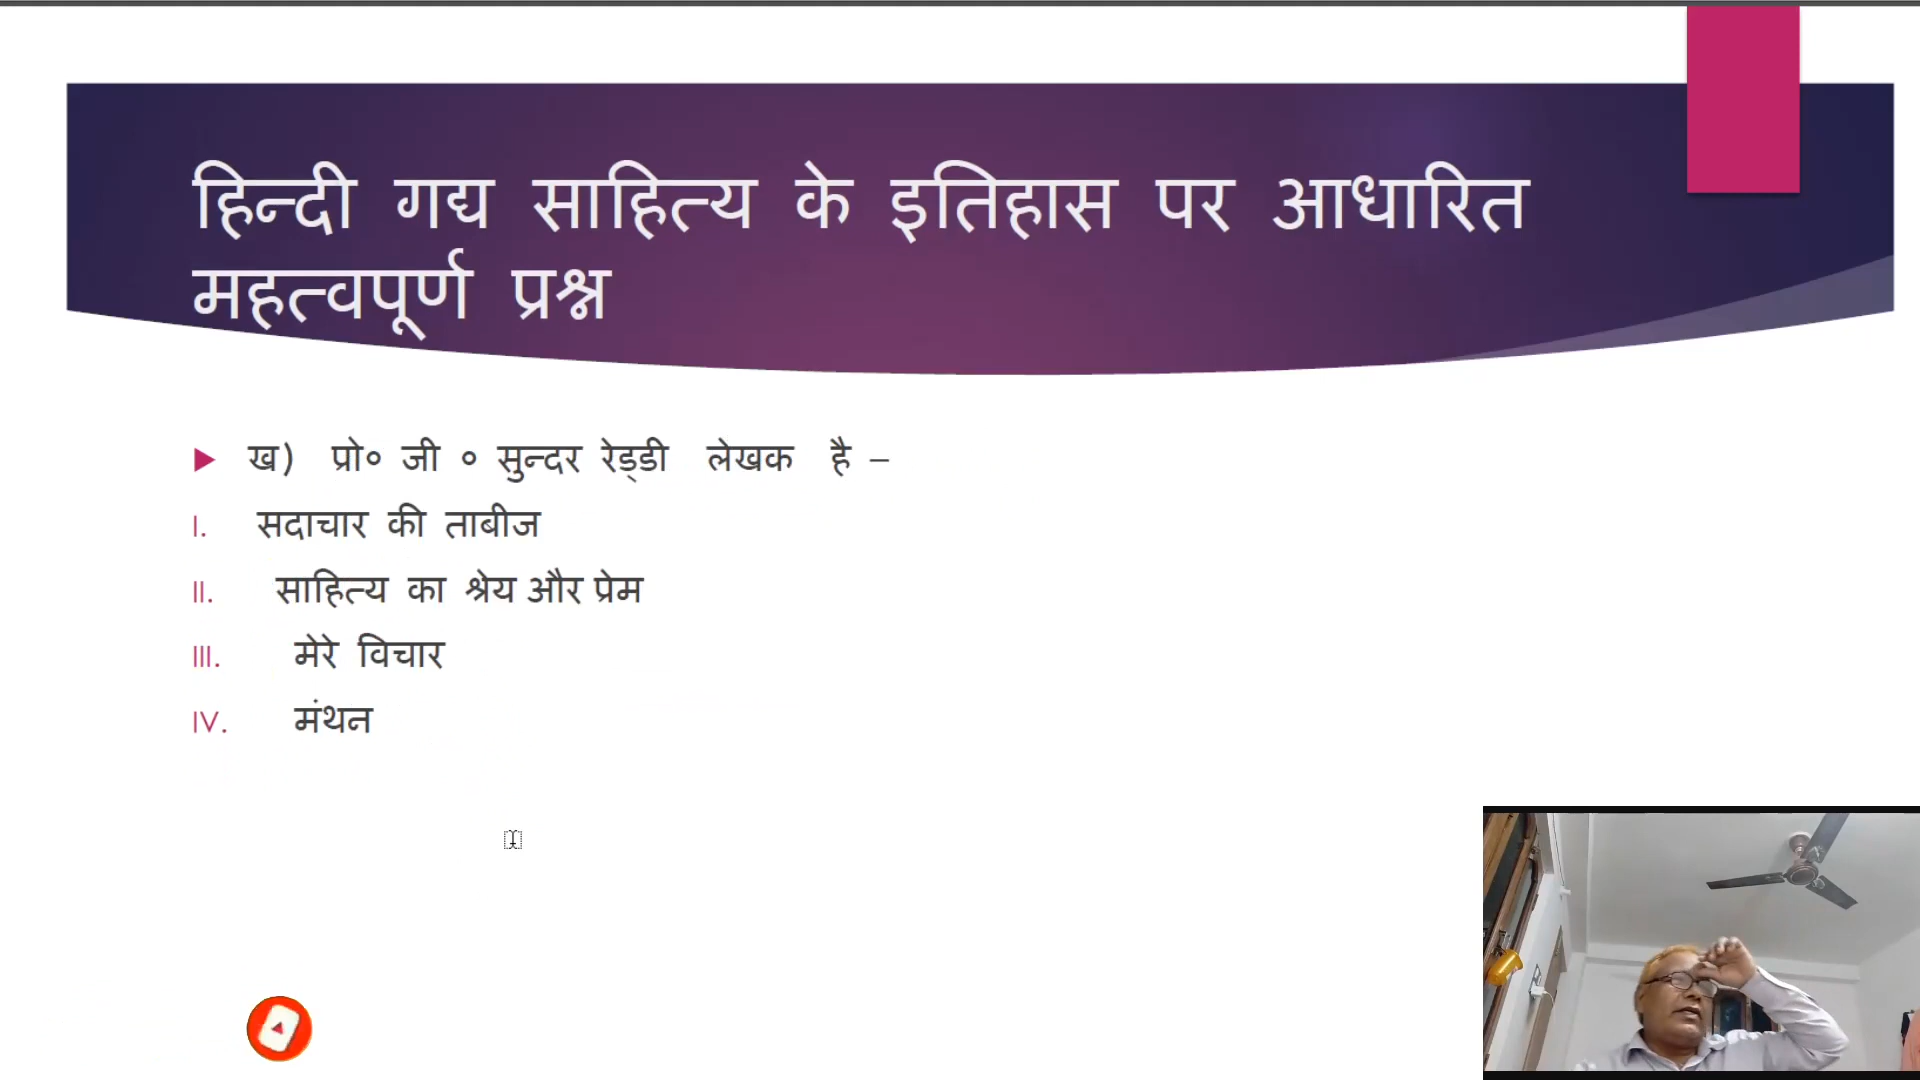 हिन्दी गद्य साहित्य के इतिहास पर आधारित
महत्वपूर्ण प्रश्न
ख) प्रो० जी ० सुन्दर रेड्डी लेखक है –
I. सदाचार की ताबीज
II. साहित्य का श्रेय और प्रेम
III. मेरे विचार
IV. मंथन